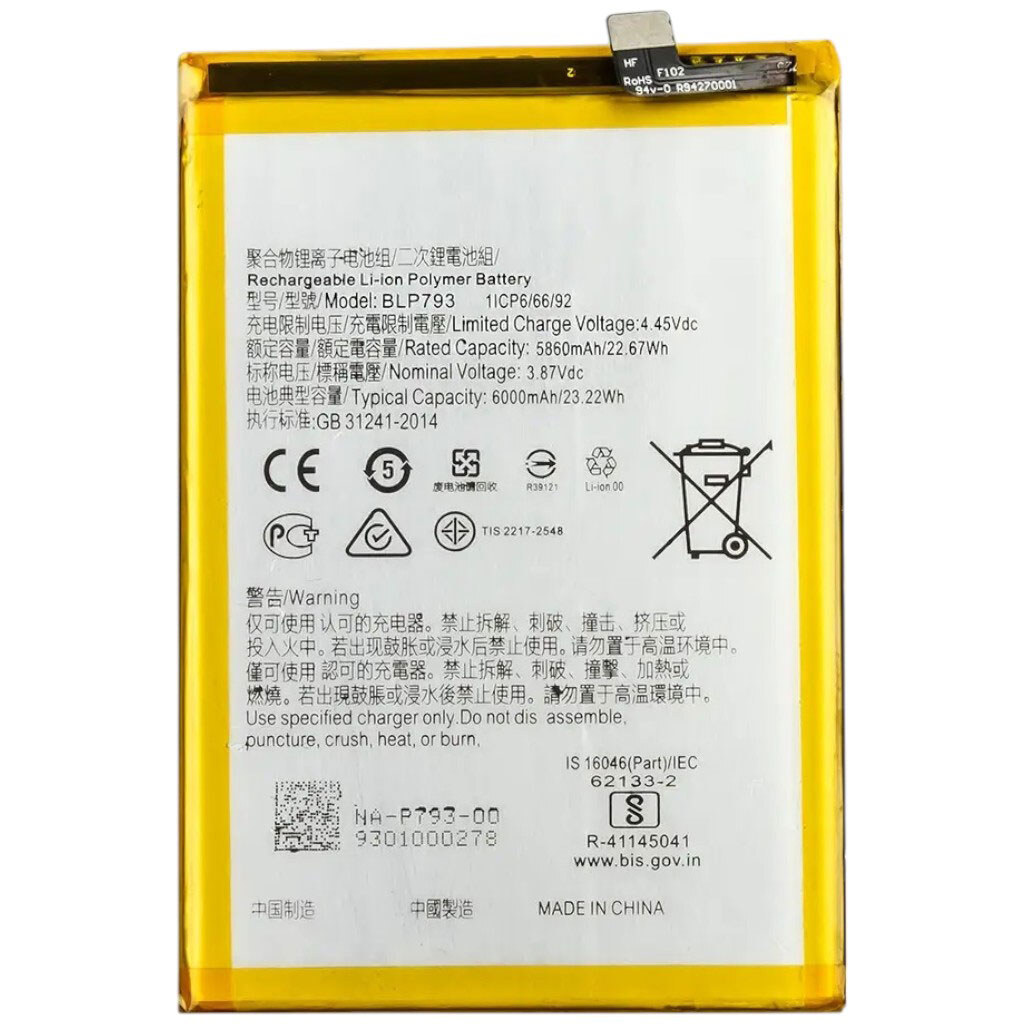 2
HF
RoHS F102
94v-0 R94270001
聚合物锂离子电池组/二次鋰電池組/
Rechargeable Li-ion Polymer Battery
型号/型號/Model: BLP793 1ICP6/66/92
充电限制电压/充電限制電壓/Limited Charge Voltage:4.45Vdc
额定容量/額定電容量/Rated Capacity: 5860mAh/22.67Wh
标称电压/標稱電壓/Nominal Voltage: 3.87Vdc
电池典型容量/Typical Capacity: 6000mAh/23.22Wh
执行标准:GB 31241-2014
CE
5
废电池請回收
R39121
Li-ion 00
PC+
TIS 2217-2548
警告/Warning
仅可使用 认可的充电器。禁止拆解、刺破、撞击、挤压或
投入火中。若出现鼓胀或浸水后禁止使用。请勿置于高温环境中。
僅可使用 認可的充電器。禁止拆解、刺破、撞擊、加熱或
燃燒。若出現鼓脹或浸水後禁止使用。請勿置于高溫環境中。
Use specified charger only.Do not dis assemble,
puncture, crush, heat, or burn,
IS 16046(Part)/IEC
62133-2
NA-P793-00
9301000278
R-41145041
www.bis.gov.in
中国制造 中國製造 MADE IN CHINA